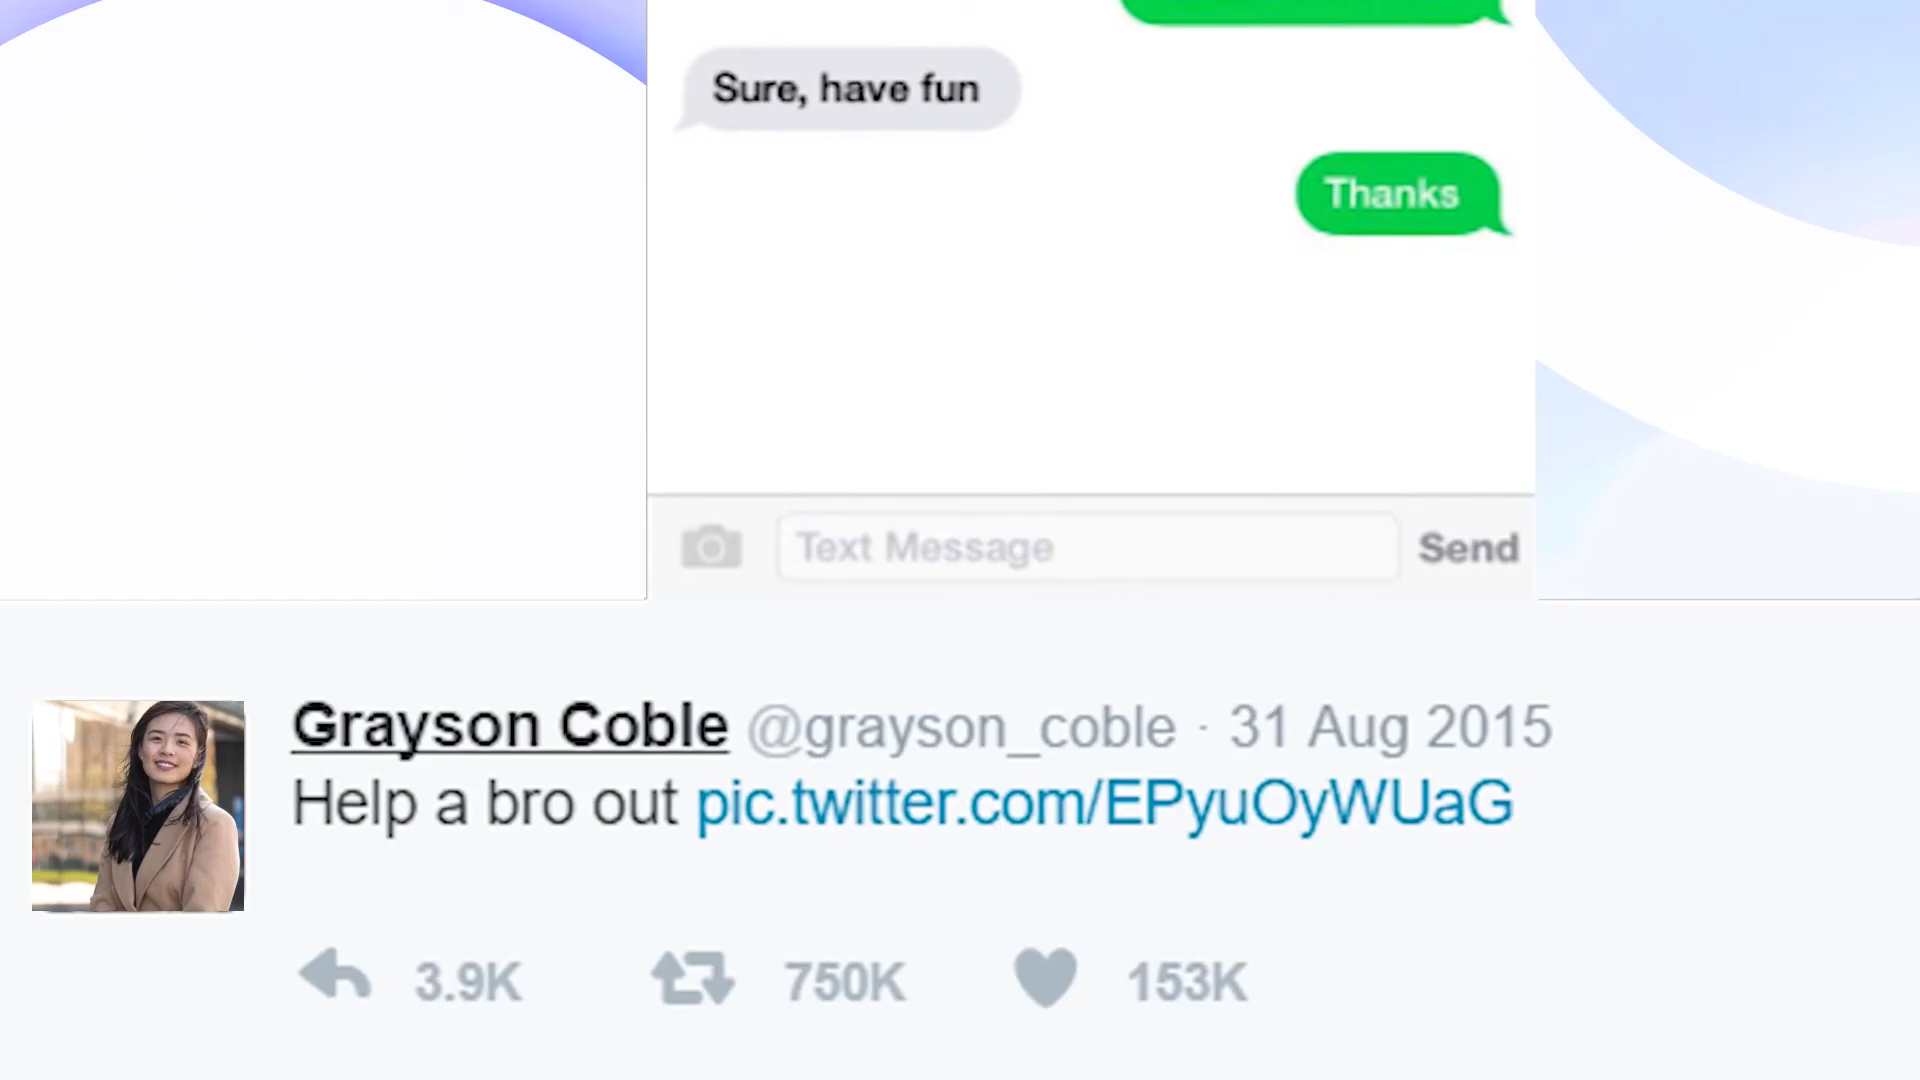 Sure, have fun
Thanks
Text Message
Send
Grayson Coble @grayson_coble · 31 Aug 2015
Help a bro out pic.twitter.com/EPyuOyWUaG
3.9K 750K 153K